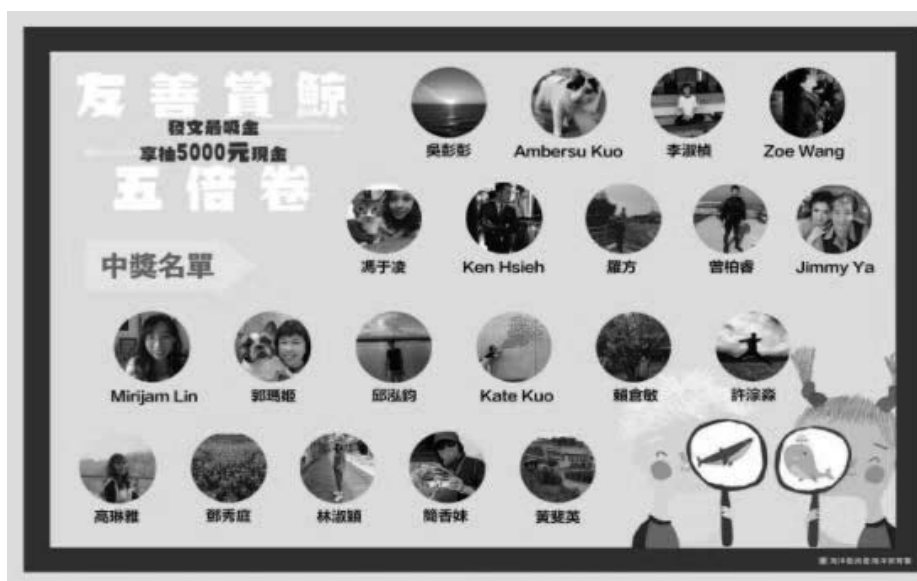 友善賞鯨
發文最吸金
享抽5000元現金
五倍卷
中獎名單
吳彭彭 Ambersu Kuo 李淑楨 Zoe Wang
馮于凌 Ken Hsieh 羅方 曾柏睿 Jimmy Ya
Mirijam Lin 郭瑪姬 邱泓鈞 Kate Kuo 賴倉敏 許淙淼
高琳雅 鄧秀庭 林淑穎 簡香妹 黃斐英